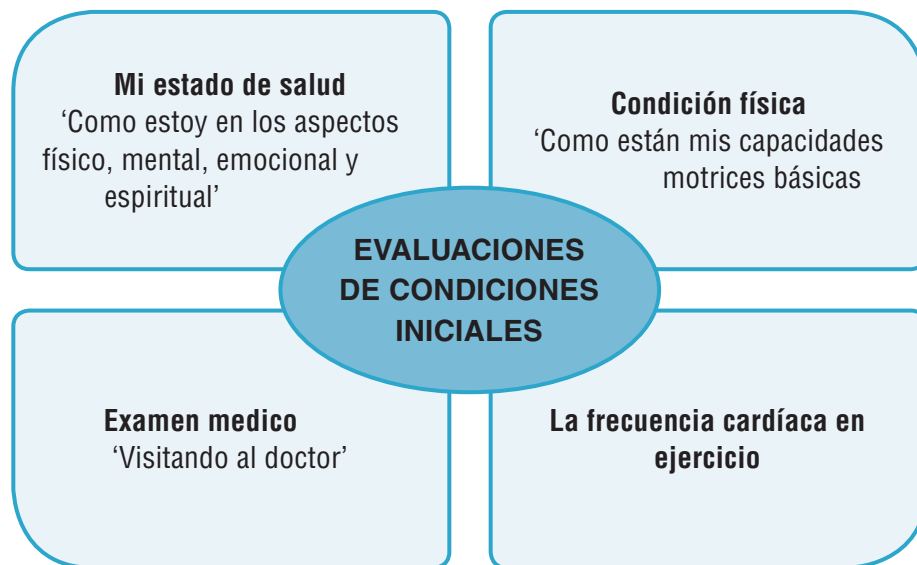 Mi estado de salud
‘Como estoy en los aspectos
físico, mental, emocional y
espiritual’
Condición física
‘Como están mis capacidades
motrices básicas
EVALUACIONES
DE CONDICIONES
INICIALES
Examen medico
‘Visitando al doctor’
La frecuencia cardíaca en
ejercicio